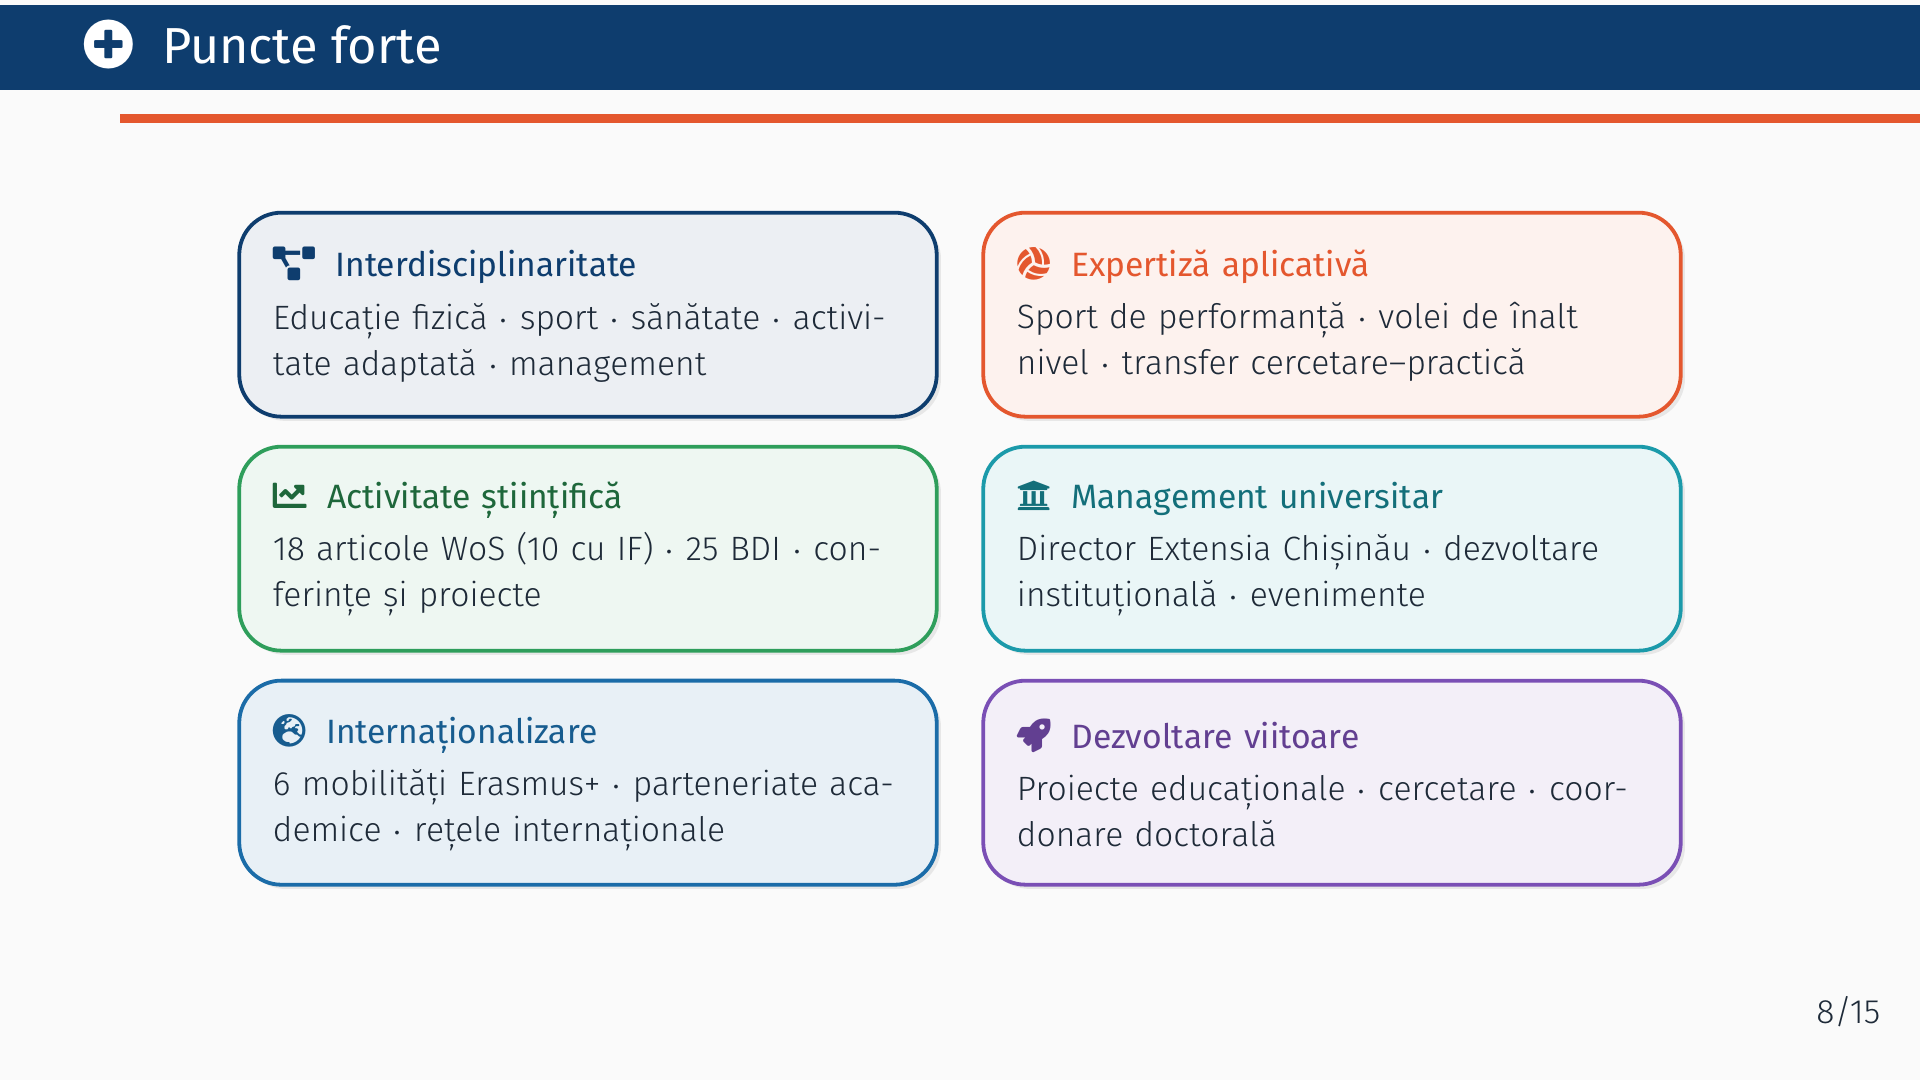 Puncte forte
Interdisciplinaritate
Educație fizică · sport · sănătate · activi-
tate adaptată · management
Expertiză aplicativă
Sport de performanță · volei de înalt
nivel · transfer cercetare–practică
Activitate științifică
18 articole WoS (10 cu IF) · 25 BDI · con-
ferințe și proiecte
Management universitar
Director Extensia Chișinău · dezvoltare
instituțională · evenimente
Internaționalizare
6 mobilități Erasmus+ · parteneriate aca-
demice · rețele internaționale
Dezvoltare viitoare
Proiecte educaționale · cercetare · coor-
donare doctorală
8/15